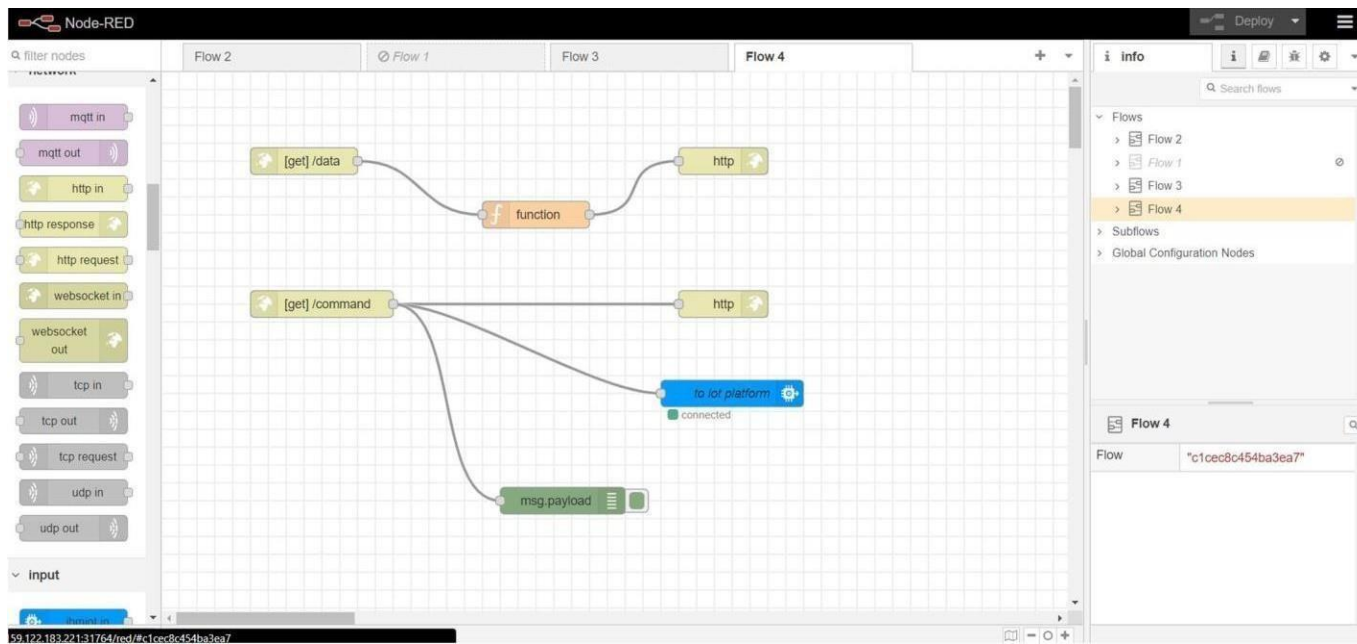 Node-RED
Deploy
filter nodes
Flow 2
Flow 1
Flow 3
Flow 4
i info
i
Search flows
network
mqtt in
mqtt out
http in
http response
http request
websocket in
websocket
out
tcp in
tcp out
tcp request
udp in
udp out
input
ibmiot in
[get] /data
function
http
[get] /command
http
to Iot platform
connected
msg.payload
Flows
Flow 2
Flow 1
Flow 3
Flow 4
Subflows
Global Configuration Nodes
Flow 4
Flow
"c1cec8c454ba3ea7"
59.122.183.221:31764/red/#c1cec8c454ba3ea7